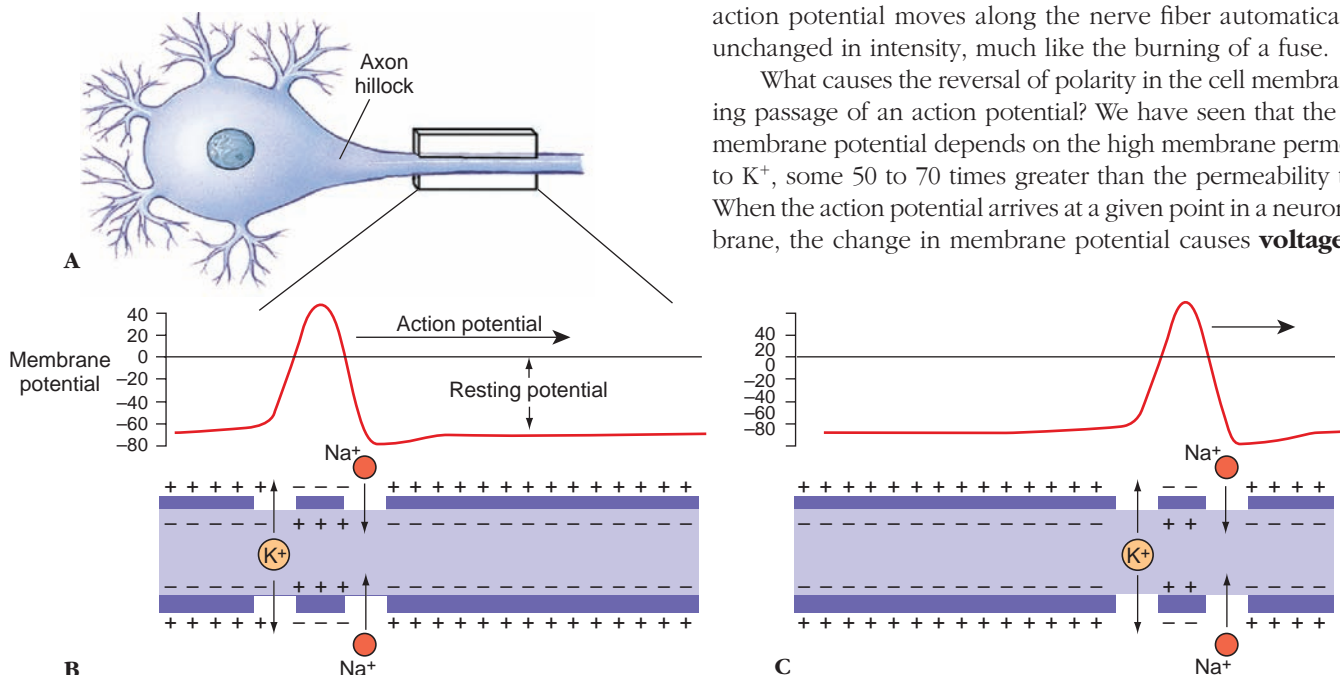 action potential moves along the nerve fiber
unchanged in intensity, much like the burning of a fuse.
What causes the reversal of polarity in the cell
ing passage of an action potential? We have seen that the
membrane potential depends on the high membrane
to K+, some 50 to 70 times greater than the permeability
When the action potential arrives at a given point in a
brane, the change in membrane potential causes voltage
Axon
hillock
A
40
20
0
−20
−40
−60
−80
Membrane
potential
Action potential
Resting potential
Na+
+ + + + + + − − − + + + + + + + + + + + + + + +
− − − − − − + + + − − − − − − − − − − − − − − −
K+
− − − − − − + + + − − − − − − − − − − − − − − −
+ + + + + + − − − + + + + + + + + + + + + + + +
Na+
B
40
20
0
−20
−40
−60
−80
Na+
+ + + + + + + + + + + + + + + + − − + + + + +
− − − − − − − − − − − − − − − + + − − − −
K+
− − − − − − − − − − − − − − − + + − − − −
+ + + + + + + + + + + + + + + + − − + + + + +
Na+
C